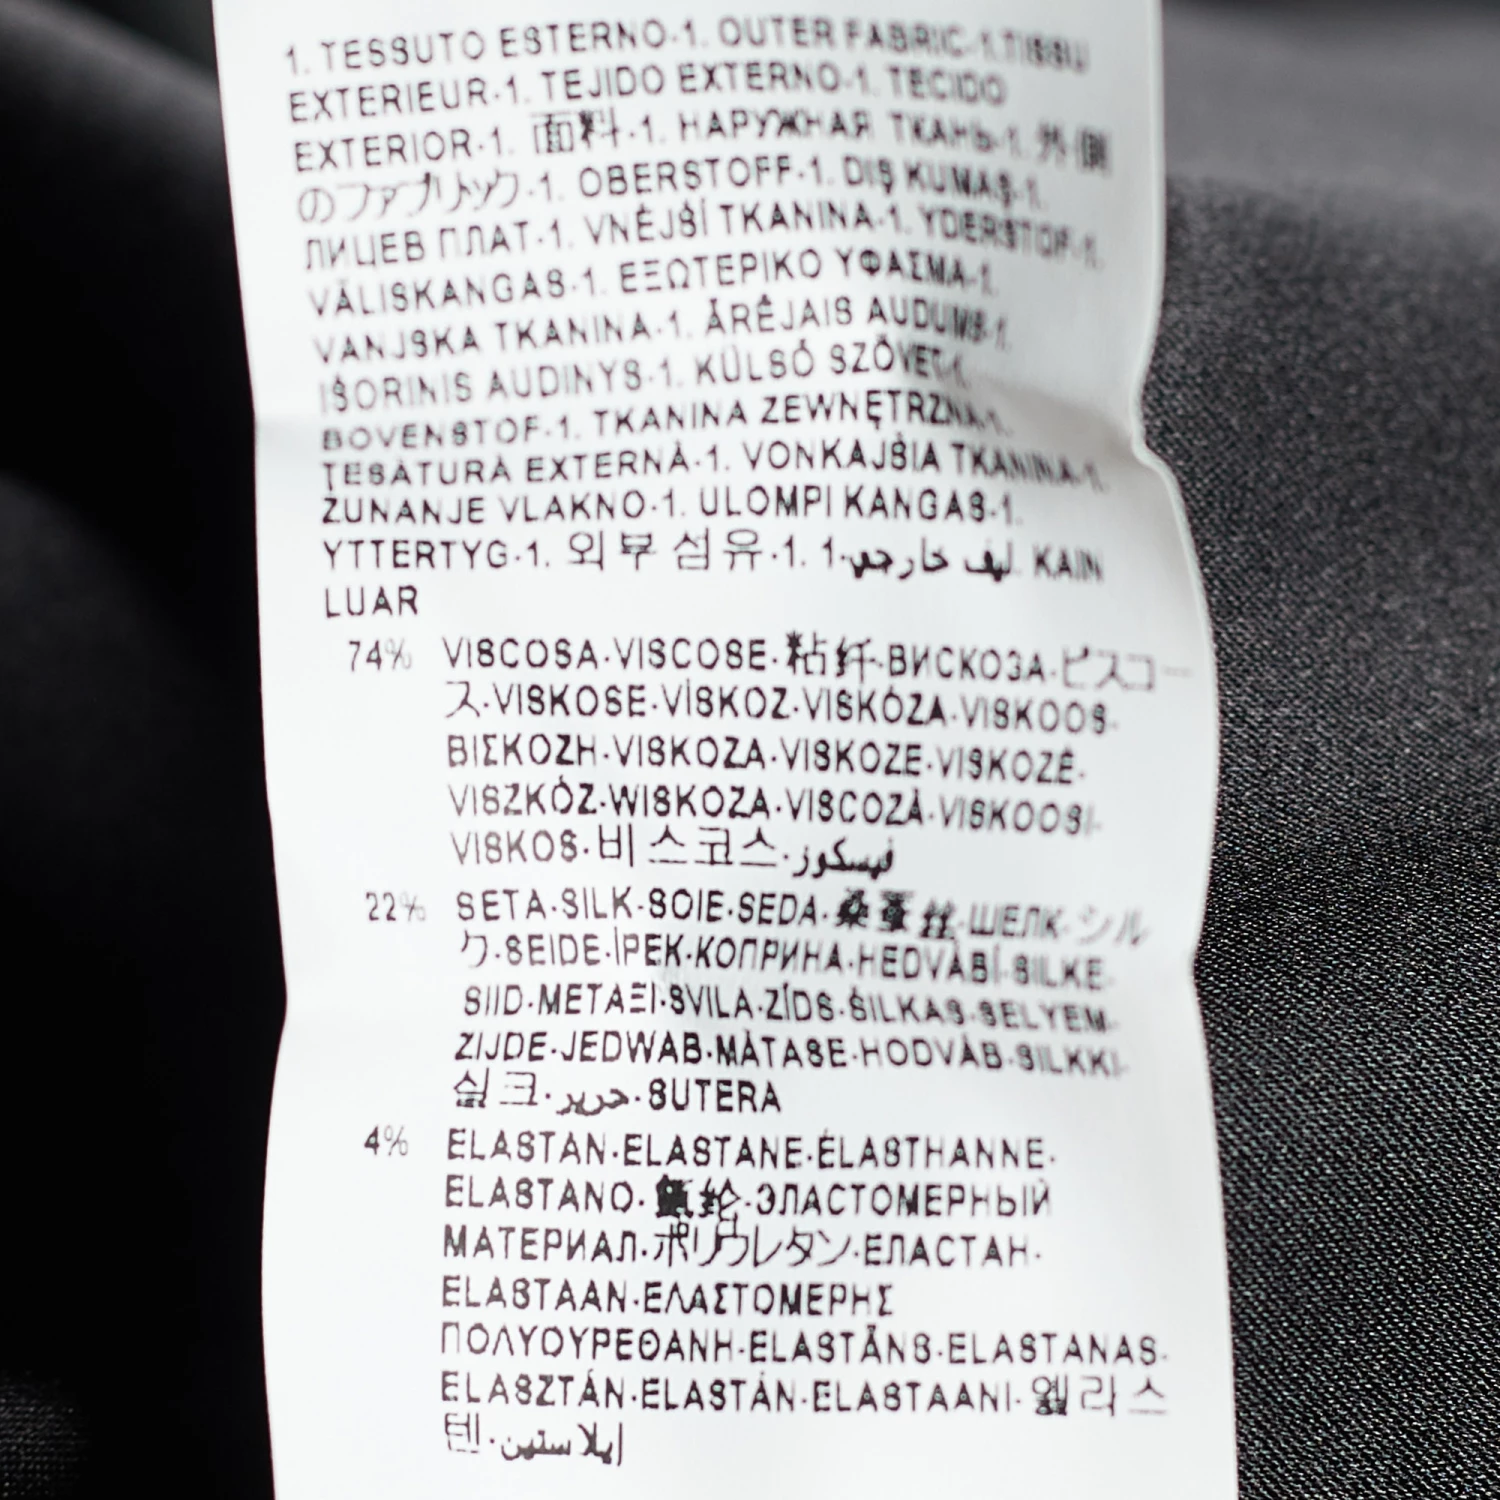 1. TESSUTO ESTERNO·1. OUTER FABRIC·1.TISSU
EXTERIEUR·1. TEJIDO EXTERNO·1. TECIDO
EXTERIOR·1. 面料·1. НАРУЖНАЯ ТКАНЬ·1. 外側
のファブリック·1. OBERSTOFF·1. DIŞ KUMAŞ·1.
ЛИЦЕВ ПЛАТ·1. VNĚJŠÍ TKANINA·1. YDERSTOF·1.
VÄLISKANGAS·1. ΕΞΩΤΕΡΙΚΟ ΥΦΑΣΜΑ·1.
VANJSKA TKANINA·1. ĀRĒJAIS AUDUMS·1.
IŠORINIS AUDINYS·1. KÜLSŐ SZÖVET·1.
BOVENSTOF·1. TKANINA ZEWNĘTRZNA·1.
ŢESĂTURĂ EXTERNĂ·1. VONKAJŠIA TKANINA·1.
ZUNANJE VLAKNO·1. ULOMPI KANGAS·1.
YTTERTYG·1. 외부 섬유·1. 1·ليف خارجي. KAIN
LUAR
74% VISCOSA·VISCOSE·粘纤·ВИСКОЗА·ビスコー
ス·VISKOSE·VİSKOZ·VISKÓZA·VISKOOS·
ΒΙΣΚΟΖΗ·VISKOZA·VISKOZE·VISKOZĖ·
VISZKÓZ·WISKOZA·VISCOZĂ·VISKOOSI·
VISKOS·비스코스·فيسكوز
22% SETA·SILK·SOIE·SEDA·桑蚕丝·ШЕЛК·シル
ク·SEIDE·İPEK·КОПРИНА·HEDVÁBÍ·SILKE·
SIID·ΜΕΤΑΞΙ·SVILA·ZĪDS·ŠILKAS·SELYEM·
ZIJDE·JEDWAB·MĂTASE·HODVÁB·SILKKI·
실크·حرير·SUTERA
4% ELASTAN·ELASTANE·ÉLASTHANNE·
ELASTANO·氨纶·ЭЛАСТОМЕРНЫЙ
МАТЕРИАЛ·ポリウレタン·ЕЛАСТАН·
ELASTAAN·ΕΛΑΣΤΟΜΕΡΗΣ
ΠΟΛΥΟΥΡΕΘΑΝΗ·ELASTĀNS·ELASTANAS·
ELASZTÁN·ELASTÁN·ELASTAANI·엘라스
텐·إيلاستين